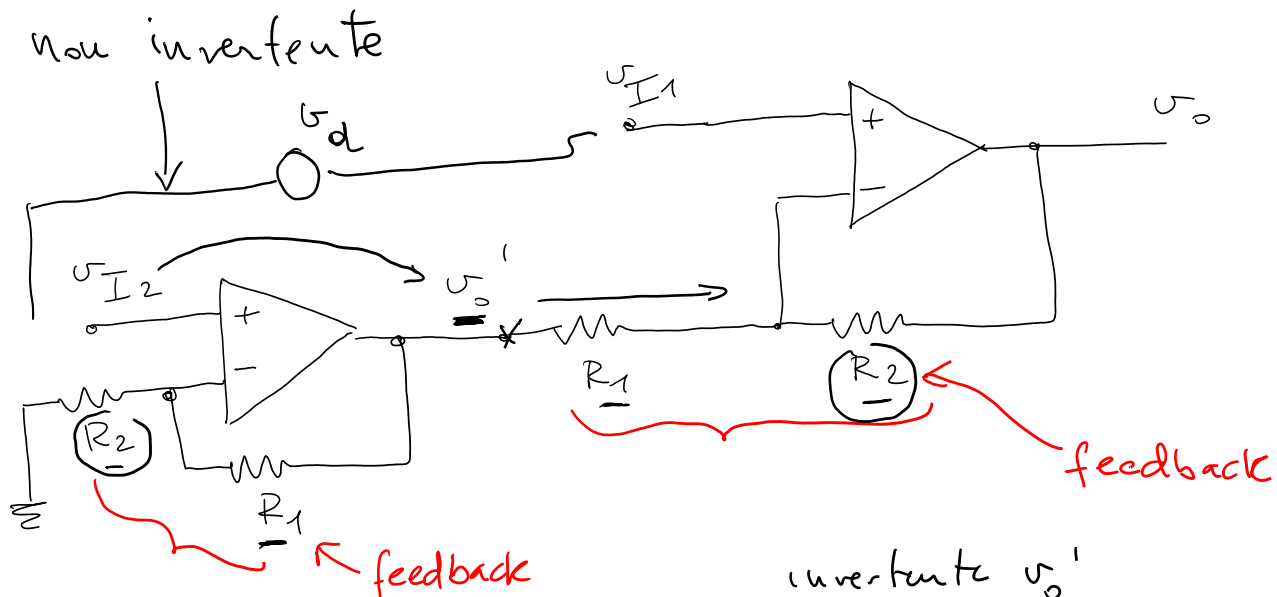 non invertente
v_d
v_I1
v_o
+
−
v_I2
v_o'
+
−
R_1
R_2
R_2
R_1
feedback
feedback
invertente v_o'